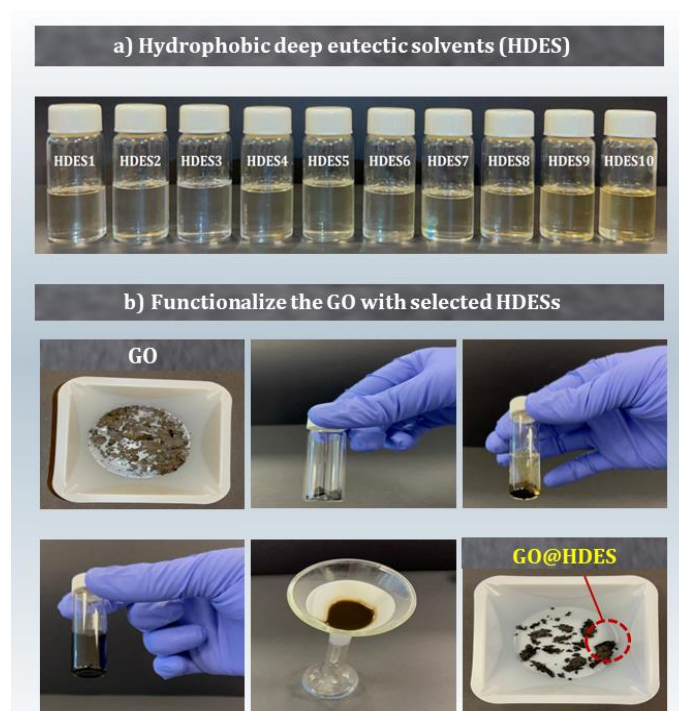 a) Hydrophobic deep eutectic solvents (HDES)
HDES1 HDES2 HDES3 HDES4 HDES5 HDES6 HDES7 HDES8 HDES9 HDES10
b) Functionalize the GO with selected HDESs
GO
GO@HDES